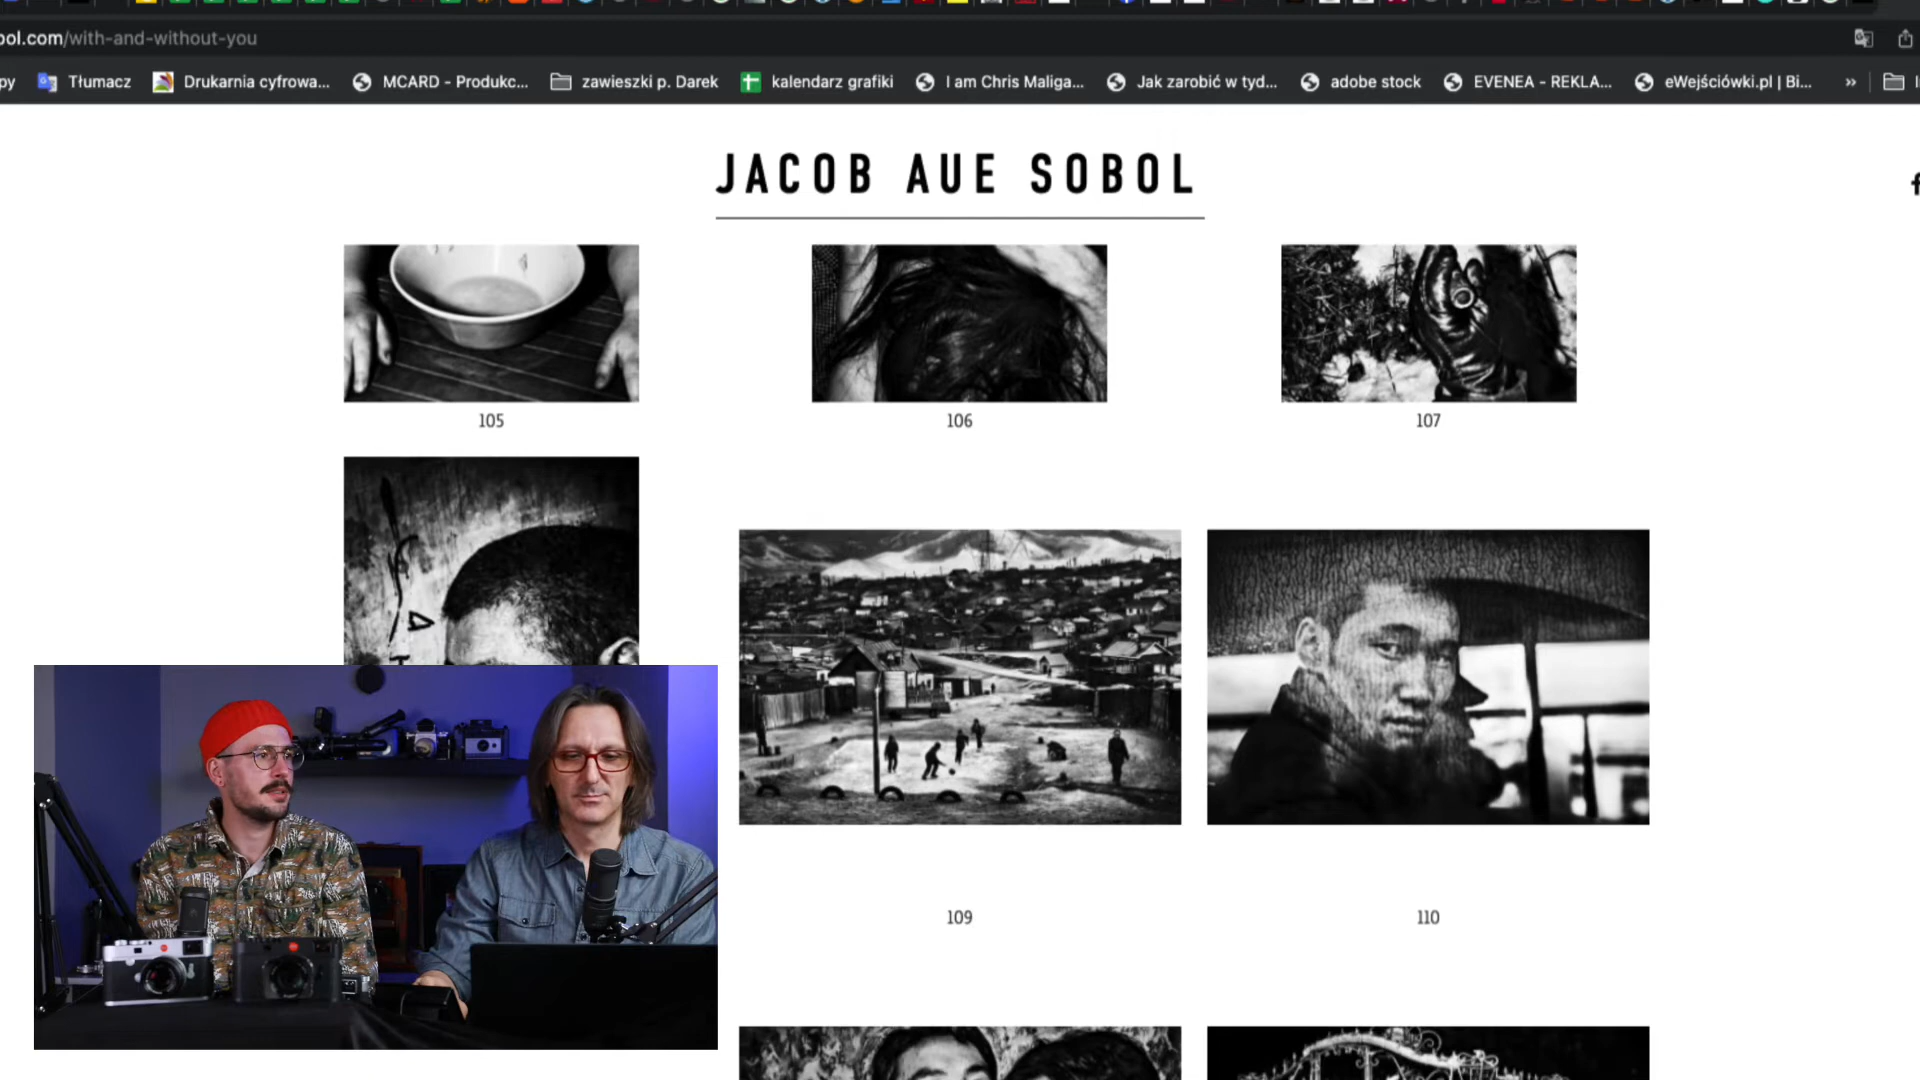 bol.com/with-and-without-you
Tłumacz
Drukarnia cyfrowa...
MCARD - Produkc...
zawieszki p. Darek
kalendarz grafiki
I am Chris Maliga...
Jak zarobić w tyd...
adobe stock
EVENEA - REKLA...
eWejściówki.pl | Bi...
»
JACOB AUE SOBOL
105
106
107
109
110